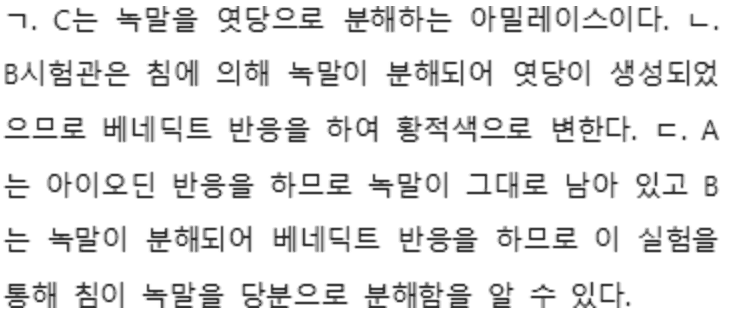 ㄱ. C는 녹말을 엿당으로 분해하는 아밀레이스이다. ㄴ.
B시험관은 침에 의해 녹말이 분해되어 엿당이 생성되었
으므로 베네딕트 반응을 하여 황적색으로 변한다. ㄷ. A
는 아이오딘 반응을 하므로 녹말이 그대로 남아 있고 B
는 녹말이 분해되어 베네딕트 반응을 하므로 이 실험을
통해 침이 녹말을 당분으로 분해함을 알 수 있다.